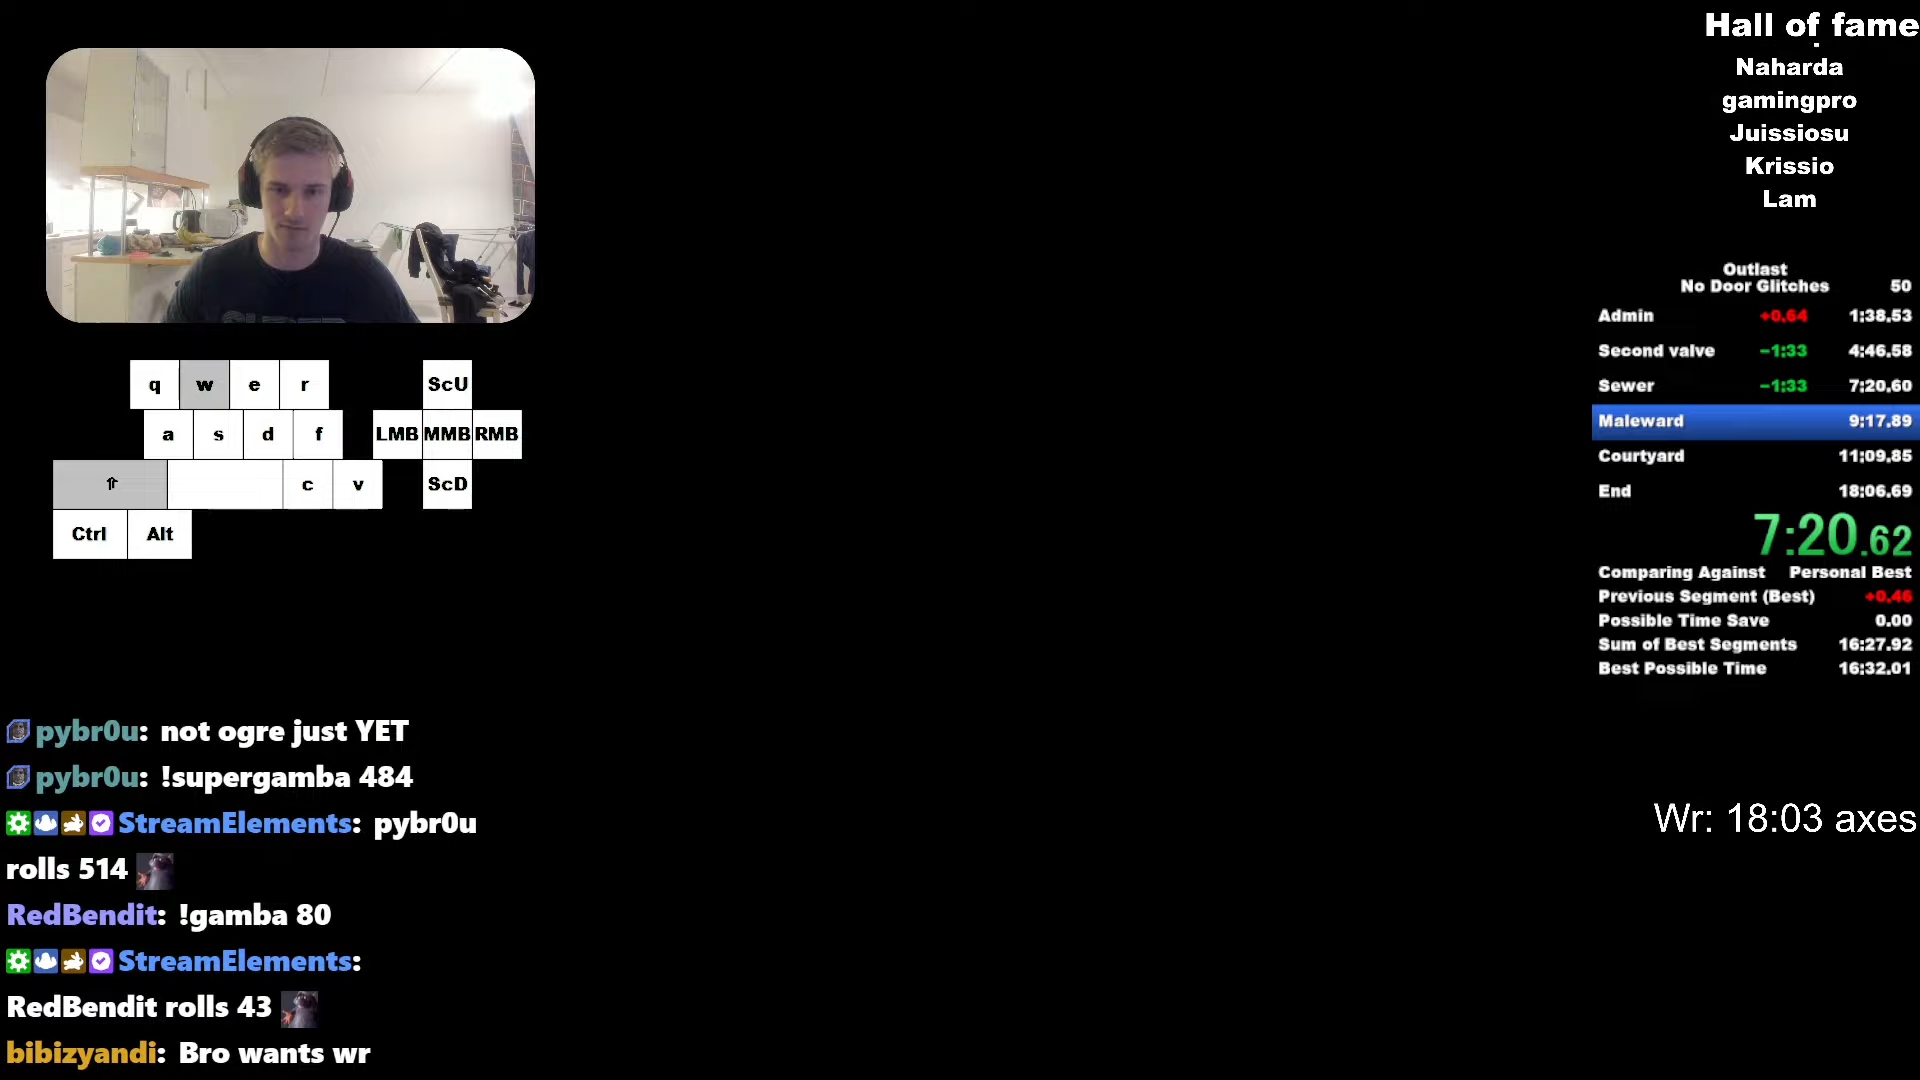 Hall of fame
Naharda
gamingpro
Juissiosu
Krissio
Lam
Outlast
No Door Glitches 50
Admin +0.64 1:38.53
Second valve −1:33 4:46.58
Sewer −1:33 7:20.60
Maleward 9:17.89
Courtyard 11:09.85
End 18:06.69
7:20.62
Comparing Against Personal Best
Previous Segment (Best) +0.46
Possible Time Save 0.00
Sum of Best Segments 16:27.92
Best Possible Time 16:32.01
Wr: 18:03 axes
q w e r ScU
a s d f LMB MMB RMB
⇧ c v ScD
Ctrl Alt
pybr0u: not ogre just YET
pybr0u: !supergamba 484
StreamElements: pybr0u
rolls 514
RedBendit: !gamba 80
StreamElements:
RedBendit rolls 43
bibizyandi: Bro wants wr